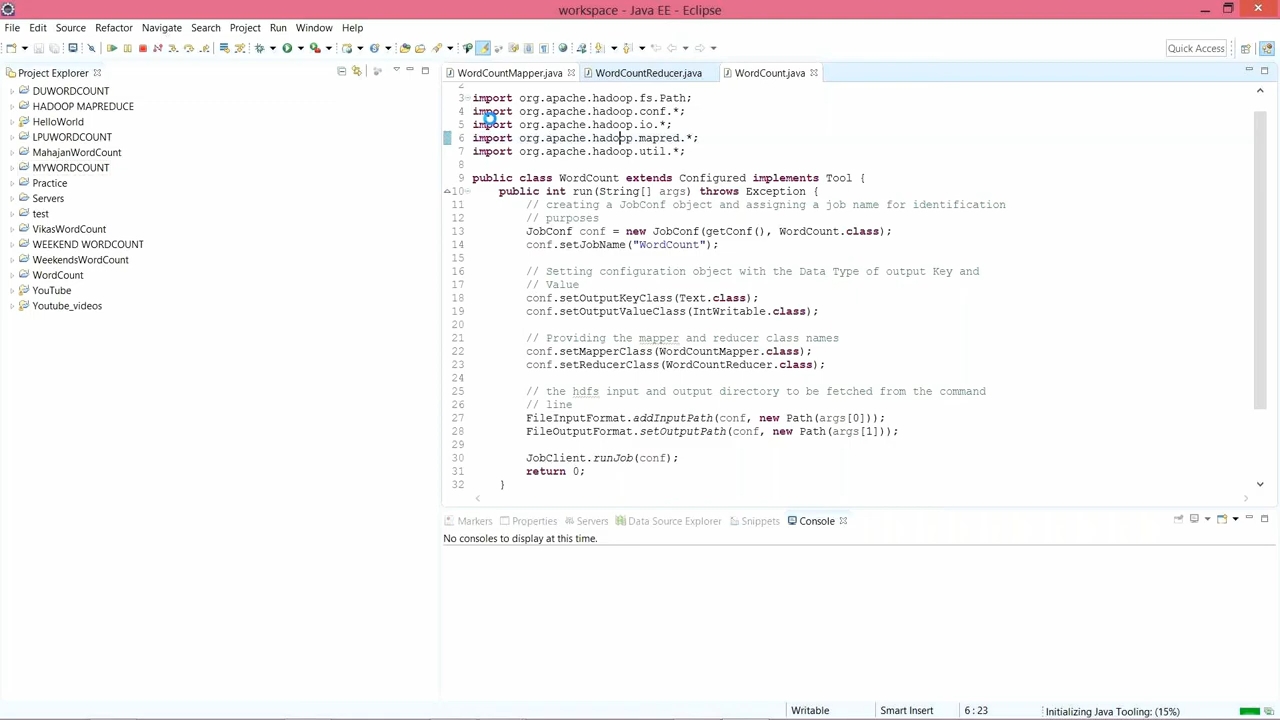 workspace - Java EE - Eclipse
File Edit Source Refactor Navigate Search Project Run Window Help
Quick Access
Project Explorer
DUWORDCOUNT
HADOOP MAPREDUCE
HelloWorld
LPUWORDCOUNT
MahajanWordCount
MYWORDCOUNT
Practice
Servers
test
VikasWordCount
WEEKEND WORDCOUNT
WeekendsWordCount
WordCount
YouTube
Youtube_videos
WordCountMapper.java WordCountReducer.java WordCount.java
2
3 import org.apache.hadoop.fs.Path;
4 import org.apache.hadoop.conf.*;
5 import org.apache.hadoop.io.*;
6 import org.apache.hadoop.mapred.*;
7 import org.apache.hadoop.util.*;
8
9 public class WordCount extends Configured implements Tool {
10 public int run(String[] args) throws Exception {
11 // creating a JobConf object and assigning a job name for identification
12 // purposes
13 JobConf conf = new JobConf(getConf(), WordCount.class);
14 conf.setJobName("WordCount");
15
16 // Setting configuration object with the Data Type of output Key and
17 // Value
18 conf.setOutputKeyClass(Text.class);
19 conf.setOutputValueClass(IntWritable.class);
20
21 // Providing the mapper and reducer class names
22 conf.setMapperClass(WordCountMapper.class);
23 conf.setReducerClass(WordCountReducer.class);
24
25 // the hdfs input and output directory to be fetched from the command
26 // line
27 FileInputFormat.addInputPath(conf, new Path(args[0]));
28 FileOutputFormat.setOutputPath(conf, new Path(args[1]));
29
30 JobClient.runJob(conf);
31 return 0;
32 }
Markers Properties Servers Data Source Explorer Snippets Console
No consoles to display at this time.
Writable Smart Insert 6:23 Initializing Java Tooling: (15%)